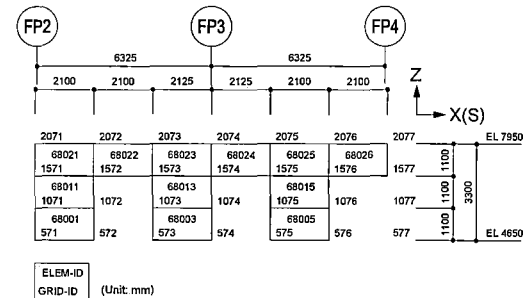 FP2 FP3 FP4
6325 6325
2100 2100 2125 2125 2100 2100
Z
X(S)
2071 2072 2073 2074 2075 2076 2077 EL 7950
68021 68022 68023 68024 68025 68026 1100
1571 1572 1573 1574 1575 1576 1577
68011 68013 68015 1100 3300
1071 1072 1073 1074 1075 1076 1077
68001 68003 68005 1100
571 572 573 574 575 576 577 EL 4650
ELEM-ID
GRID-ID (Unit: mm)